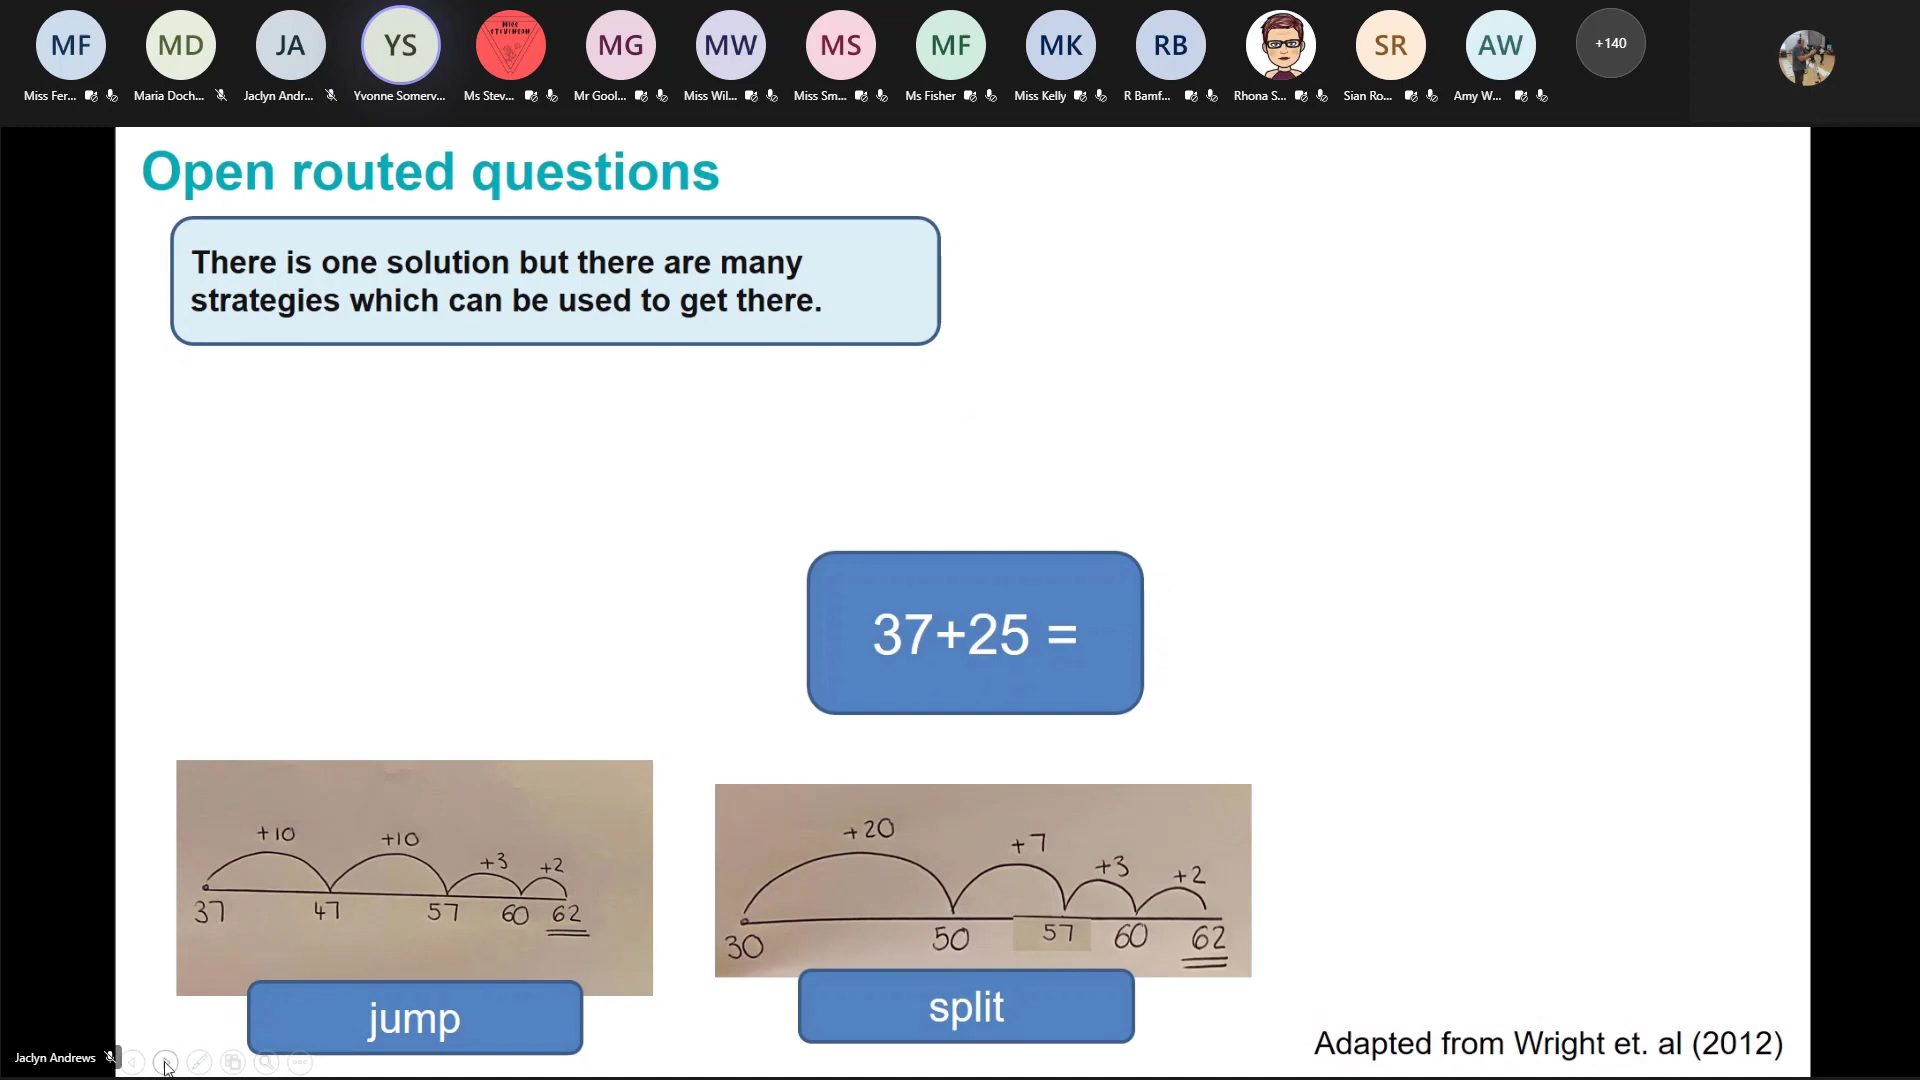 MF
MD
JA
YS
MISS
STEVENSON
MG
MW
MS
MF
MK
RB
SR
AW
+140
Miss Fer...
Maria Doch...
Jaclyn Andr...
Yvonne Somerv...
Ms Stev...
Mr Gool...
Miss Wil...
Miss Sm...
Ms Fisher
Miss Kelly
R Bamf...
Rhona S...
Sian Ro...
Amy W...
Open routed questions
There is one solution but there are many
strategies which can be used to get there.
37+25 =
+10 +10 +3 +2
37 47 57 60 62
jump
+20 +7 +3 +2
30 50 57 60 62
split
Adapted from Wright et. al (2012)
Jaclyn Andrews